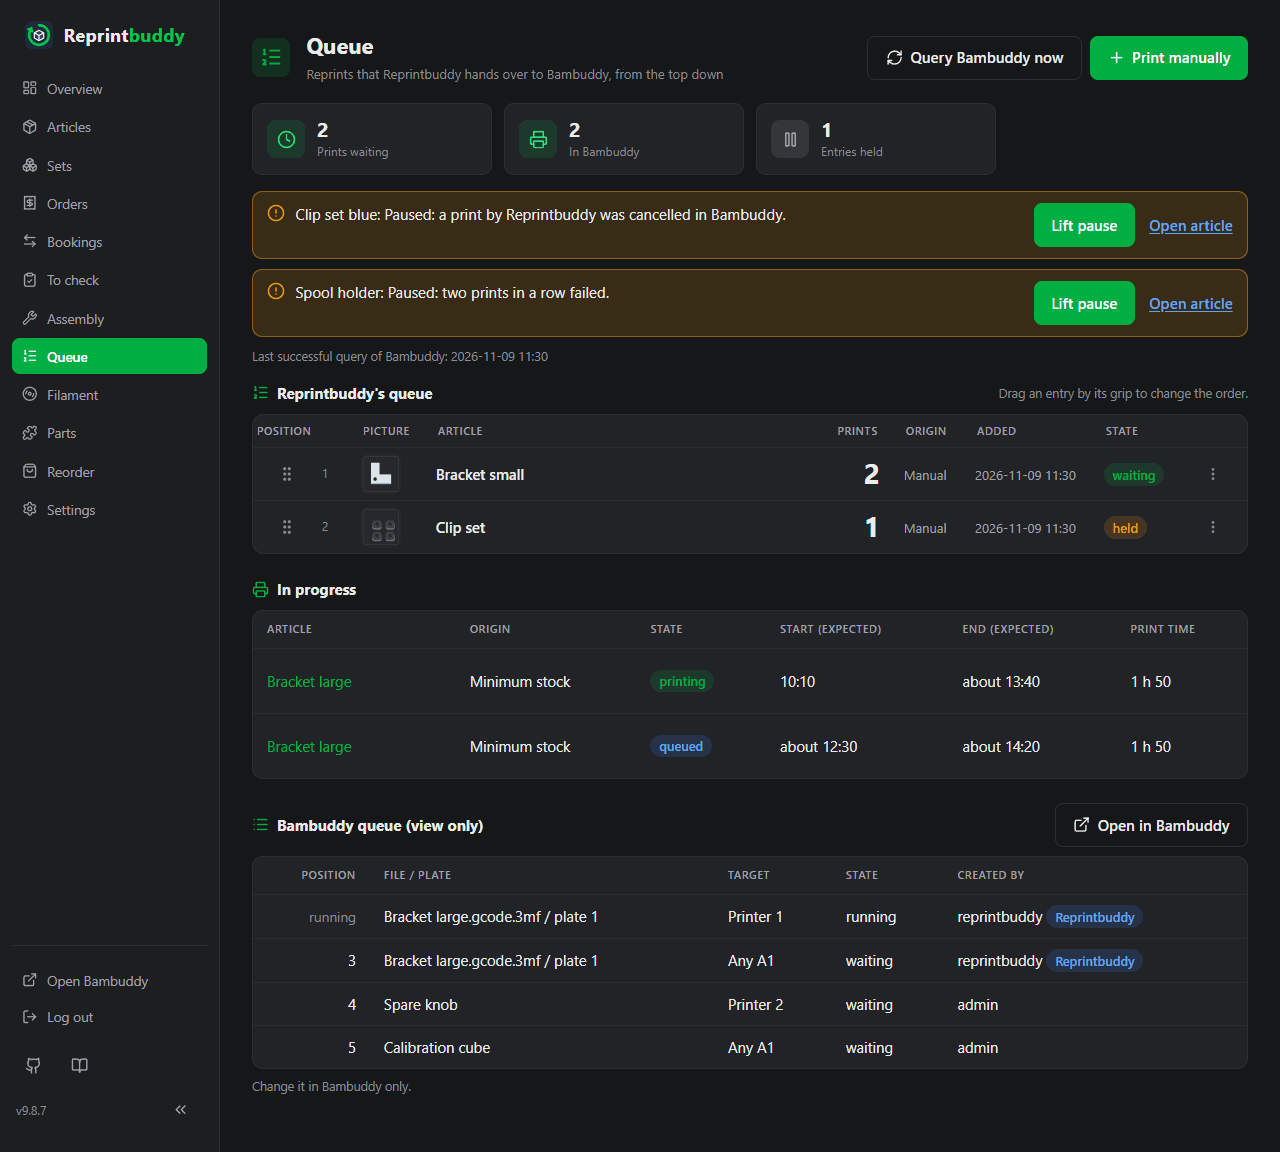 Reprintbuddy
Overview
Articles
Sets
Orders
Bookings
To check
Assembly
Queue
Filament
Parts
Reorder
Settings
Open Bambuddy
Log out
v9.8.7
Queue
Reprints that Reprintbuddy hands over to Bambuddy, from the top down
Query Bambuddy now
Print manually
2
Prints waiting
2
In Bambuddy
1
Entries held
Clip set blue: Paused: a print by Reprintbuddy was cancelled in Bambuddy.
Lift pause
Open article
Spool holder: Paused: two prints in a row failed.
Lift pause
Open article
Last successful query of Bambuddy: 2026-11-09 11:30
Reprintbuddy's queue
Drag an entry by its grip to change the order.
POSITION PICTURE ARTICLE PRINTS ORIGIN ADDED STATE
1 Bracket small 2 Manual 2026-11-09 11:30 waiting
2 Clip set 1 Manual 2026-11-09 11:30 held
In progress
ARTICLE ORIGIN STATE START (EXPECTED) END (EXPECTED) PRINT TIME
Bracket large Minimum stock printing 10:10 about 13:40 1 h 50
Bracket large Minimum stock queued about 12:30 about 14:20 1 h 50
Bambuddy queue (view only)
Open in Bambuddy
POSITION FILE / PLATE TARGET STATE CREATED BY
running Bracket large.gcode.3mf / plate 1 Printer 1 running reprintbuddy Reprintbuddy
3 Bracket large.gcode.3mf / plate 1 Any A1 waiting reprintbuddy Reprintbuddy
4 Spare knob Printer 2 waiting admin
5 Calibration cube Any A1 waiting admin
Change it in Bambuddy only.